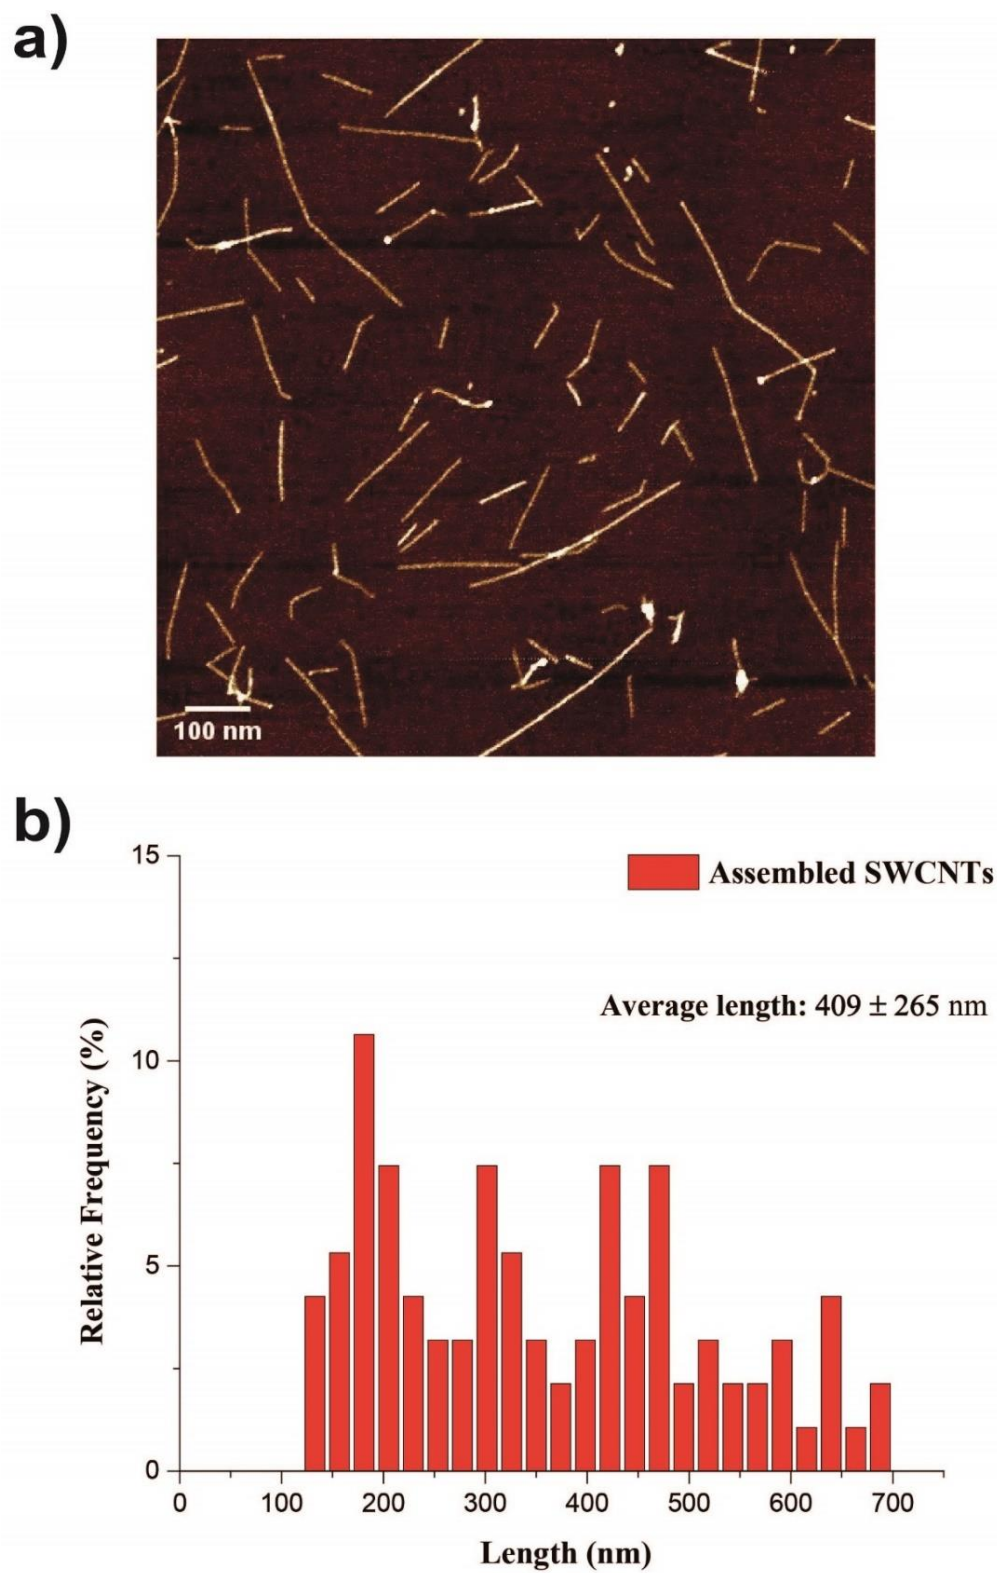 a)
100 nm
b)
15
Assembled SWCNTs
Average length: 409 ± 265 nm
Relative Frequency (%)
10
5
0
0 100 200 300 400 500 600 700
Length (nm)